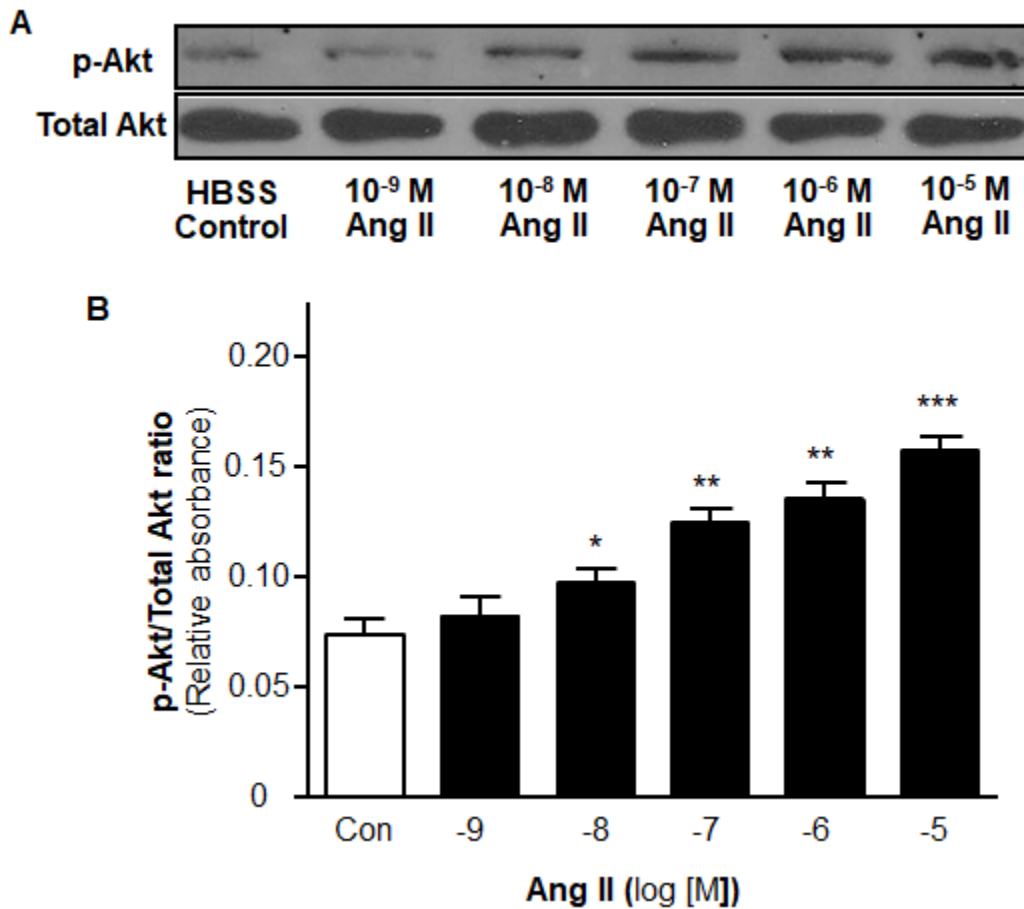 A
p-Akt
Total Akt
HBSS Control
10⁻⁹ M Ang II
10⁻⁸ M Ang II
10⁻⁷ M Ang II
10⁻⁶ M Ang II
10⁻⁵ M Ang II
B
p-Akt/Total Akt ratio
(Relative absorbance)
0.20
0.15
0.10
0.05
0
*
**
**
***
Con -9 -8 -7 -6 -5
Ang II (log [M])